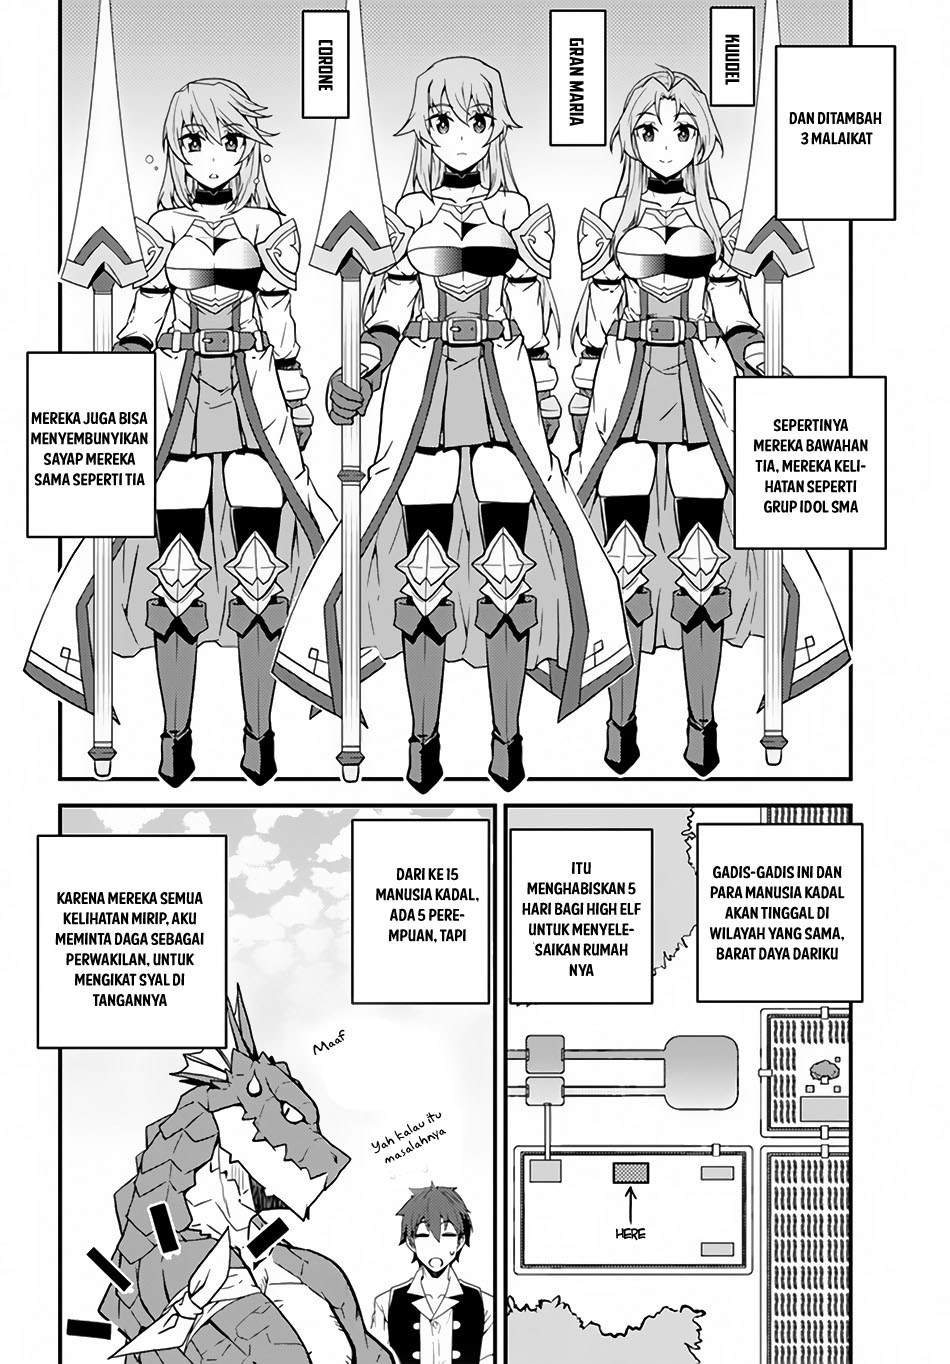 DAN DITAMBAH
3 MALAIKAT
KUUDEL
GRAN MARIA
CORONE
SEPERTINYA
MEREKA BAWAHAN
TIA, MEREKA KELI-
HATAN SEPERTI
GRUP IDOL SMA
MEREKA JUGA BISA
MENYEMBUNYIKAN
SAYAP MEREKA
SAMA SEPERTI TIA
GADIS-GADIS INI DAN
PARA MANUSIA KADAL
AKAN TINGGAL DI
WILAYAH YANG SAMA,
BARAT DAYA DARIKU
ITU
MENGHABISKAN 5
HARI BAGI HIGH ELF
UNTUK MENYELE-
SAIKAN RUMAH
NYA
HERE
DARI KE 15
MANUSIA KADAL,
ADA 5 PERE-
MPUAN, TAPI
KARENA MEREKA SEMUA
KELIHATAN MIRIP, AKU
MEMINTA DAGA SEBAGAI
PERWAKILAN, UNTUK
MENGIKAT SYAL DI
TANGANNYA
Maaf
Yah kalau itu
masalahnya